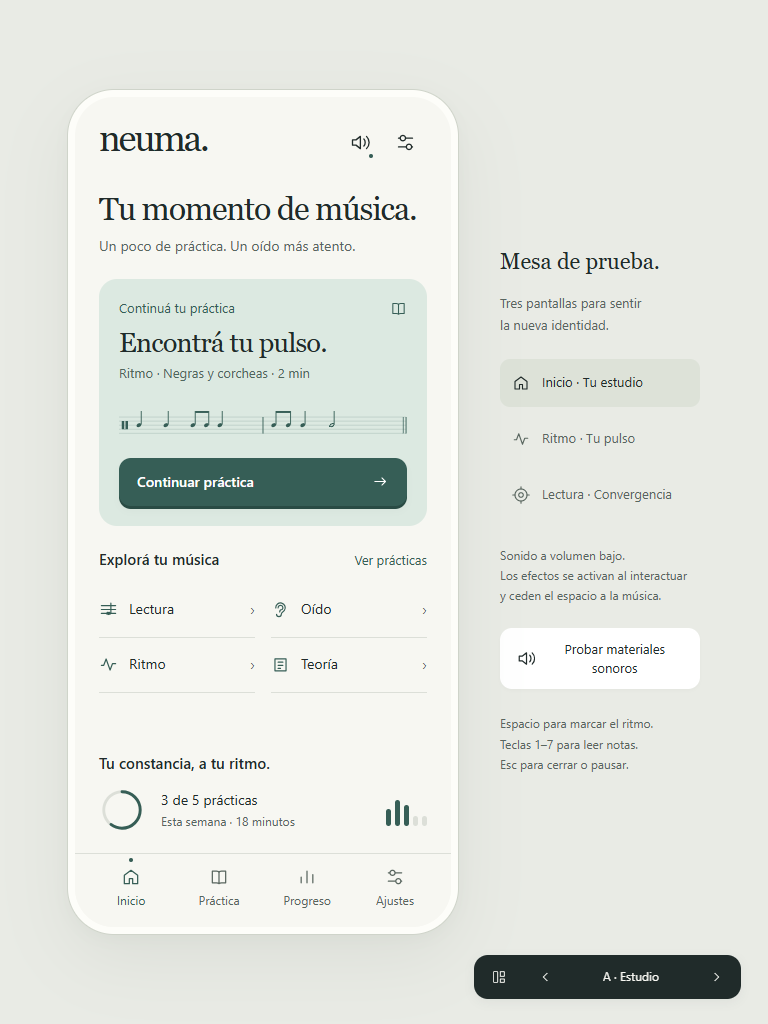 neuma.
Tu momento de música.
Un poco de práctica. Un oído más atento.
Continuá tu práctica
Encontrá tu pulso.
Ritmo · Negras y corcheas · 2 min
Continuar práctica
Explorá tu música
Ver prácticas
Lectura
Oído
Ritmo
Teoría
Tu constancia, a tu ritmo.
3 de 5 prácticas
Esta semana · 18 minutos
Inicio
Práctica
Progreso
Ajustes
Mesa de prueba.
Tres pantallas para sentir
la nueva identidad.
Inicio · Tu estudio
Ritmo · Tu pulso
Lectura · Convergencia
Sonido a volumen bajo.
Los efectos se activan al interactuar
y ceden el espacio a la música.
Probar materiales
sonoros
Espacio para marcar el ritmo.
Teclas 1–7 para leer notas.
Esc para cerrar o pausar.
A · Estudio